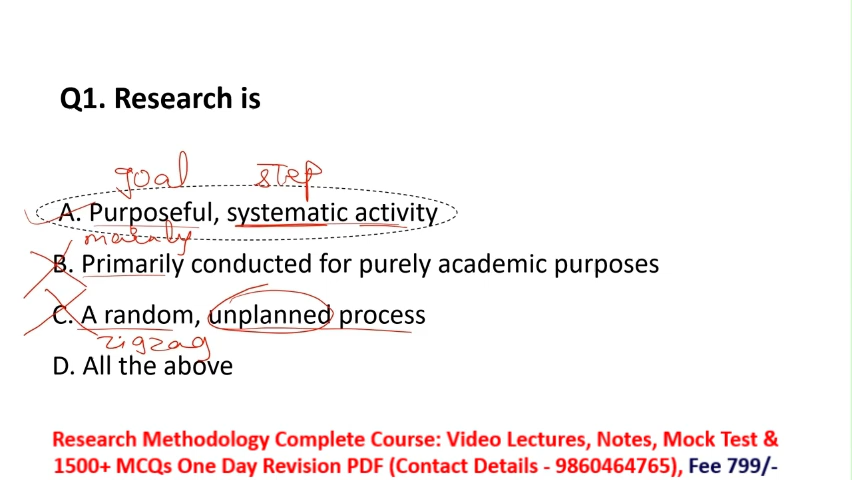 Q1. Research is
goal step
A. Purposeful, systematic activity
mainly
B. Primarily conducted for purely academic purposes
C. A random, unplanned process
zigzag
D. All the above
Research Methodology Complete Course: Video Lectures, Notes, Mock Test &
1500+ MCQs One Day Revision PDF (Contact Details - 9860464765), Fee 799/-